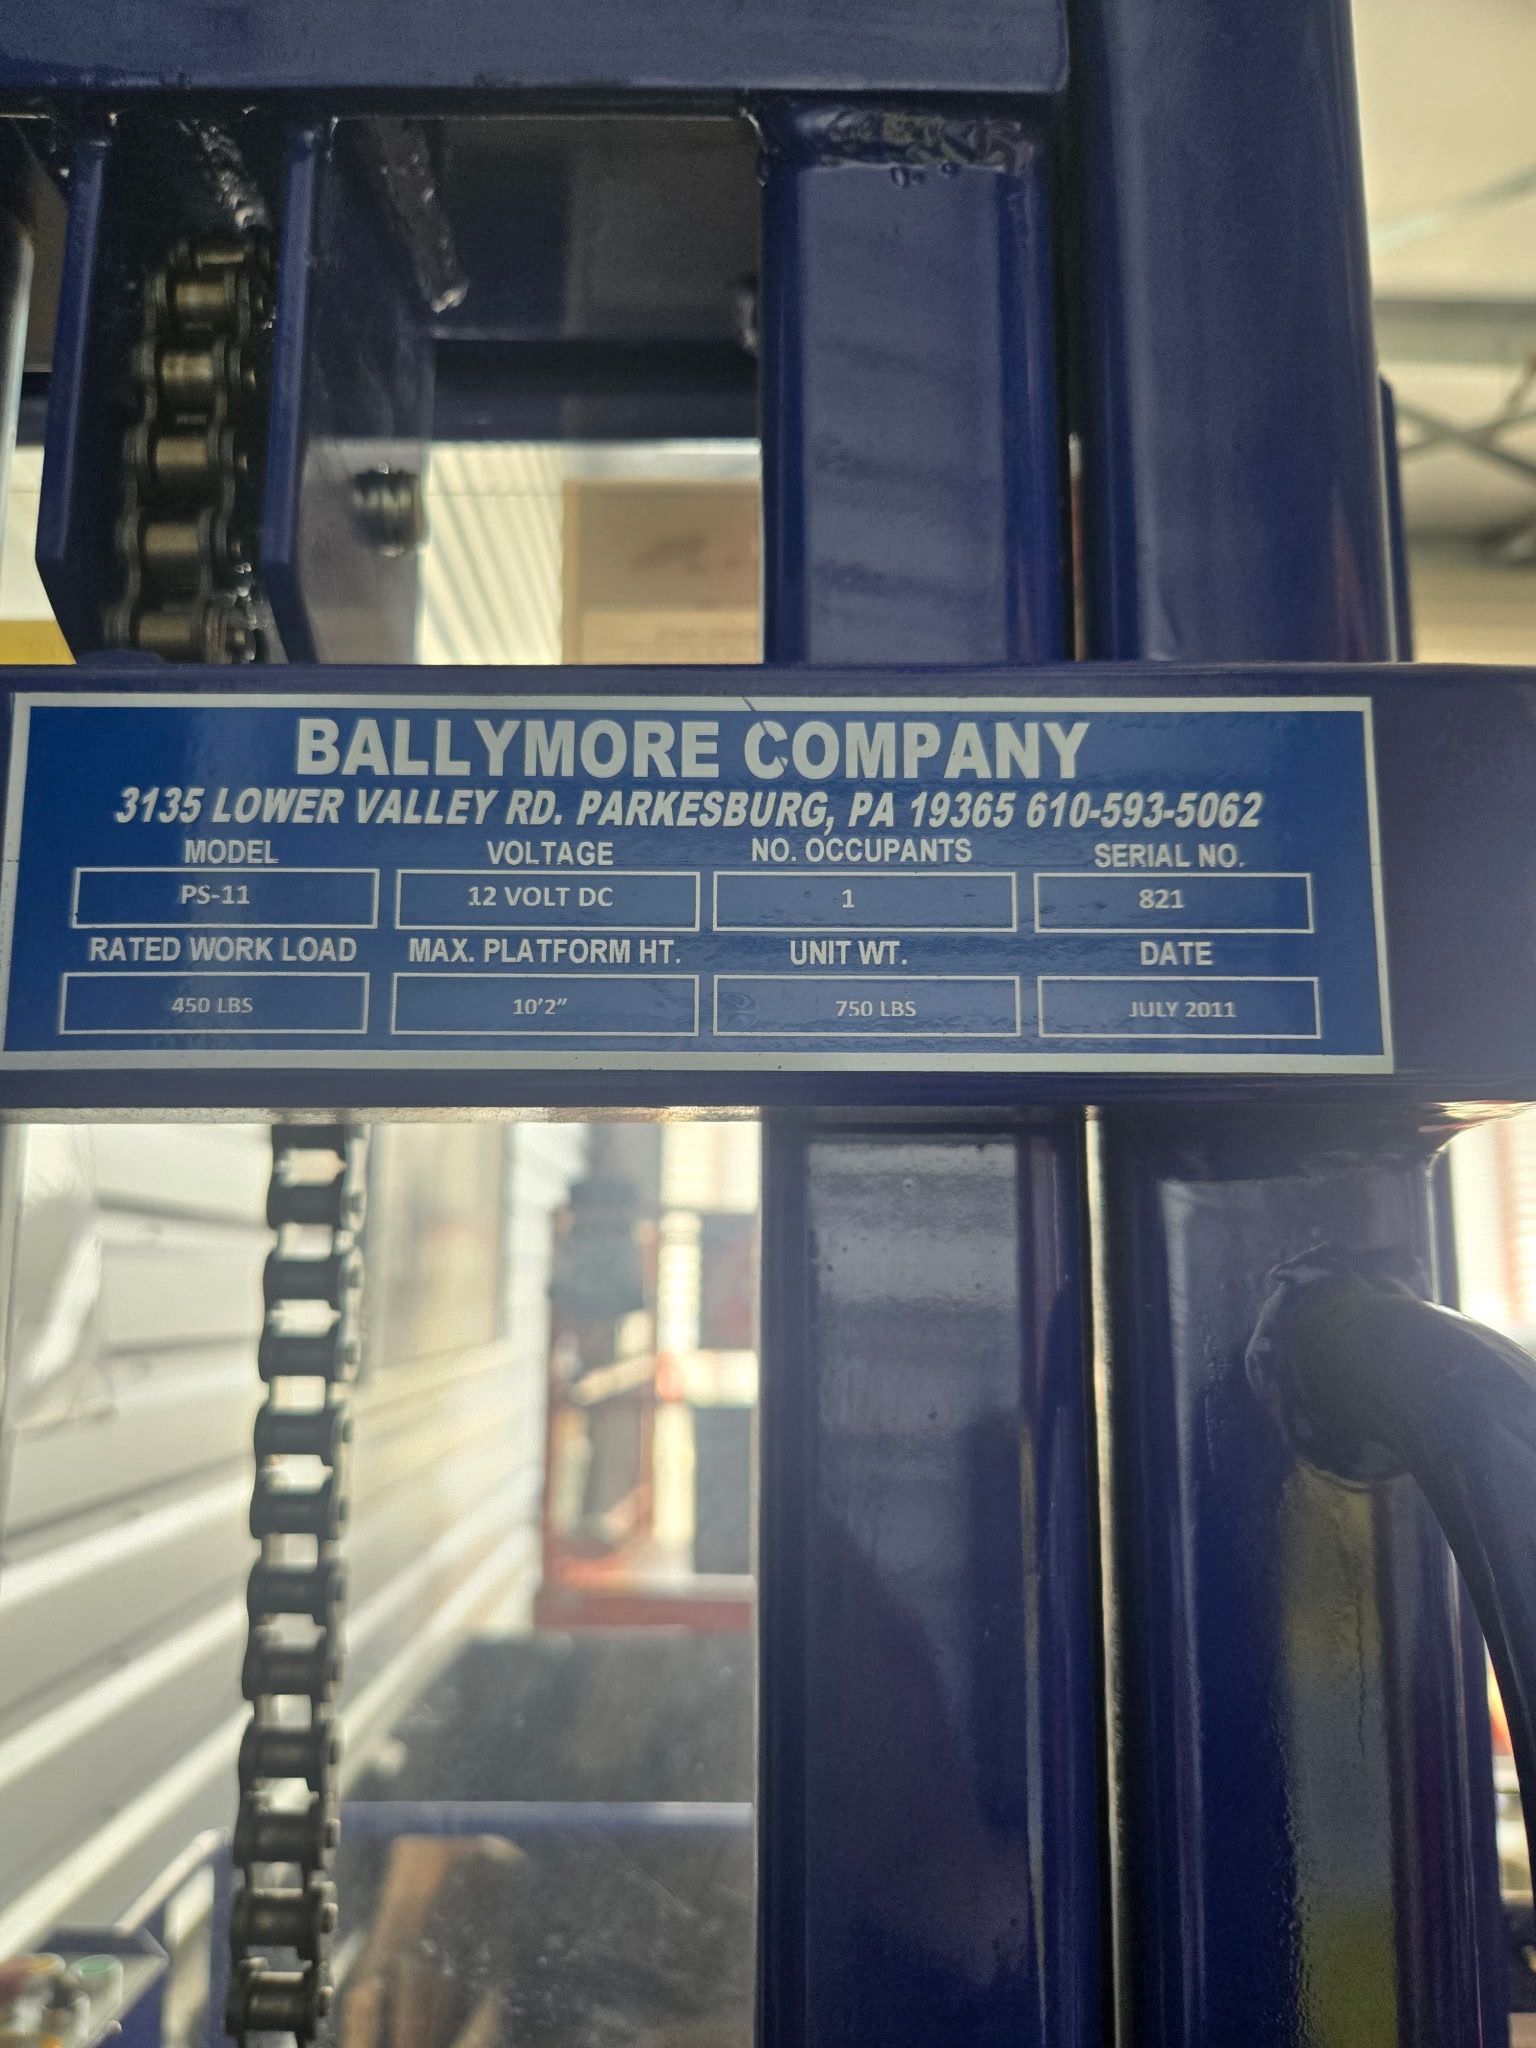 BALLYMORE COMPANY
3135 LOWER VALLEY RD. PARKESBURG, PA 19365 610-593-5062
MODEL VOLTAGE NO. OCCUPANTS SERIAL NO.
PS-11 12 VOLT DC 1 821
RATED WORK LOAD MAX. PLATFORM HT. UNIT WT. DATE
450 LBS 10'2" 750 LBS JULY 2011